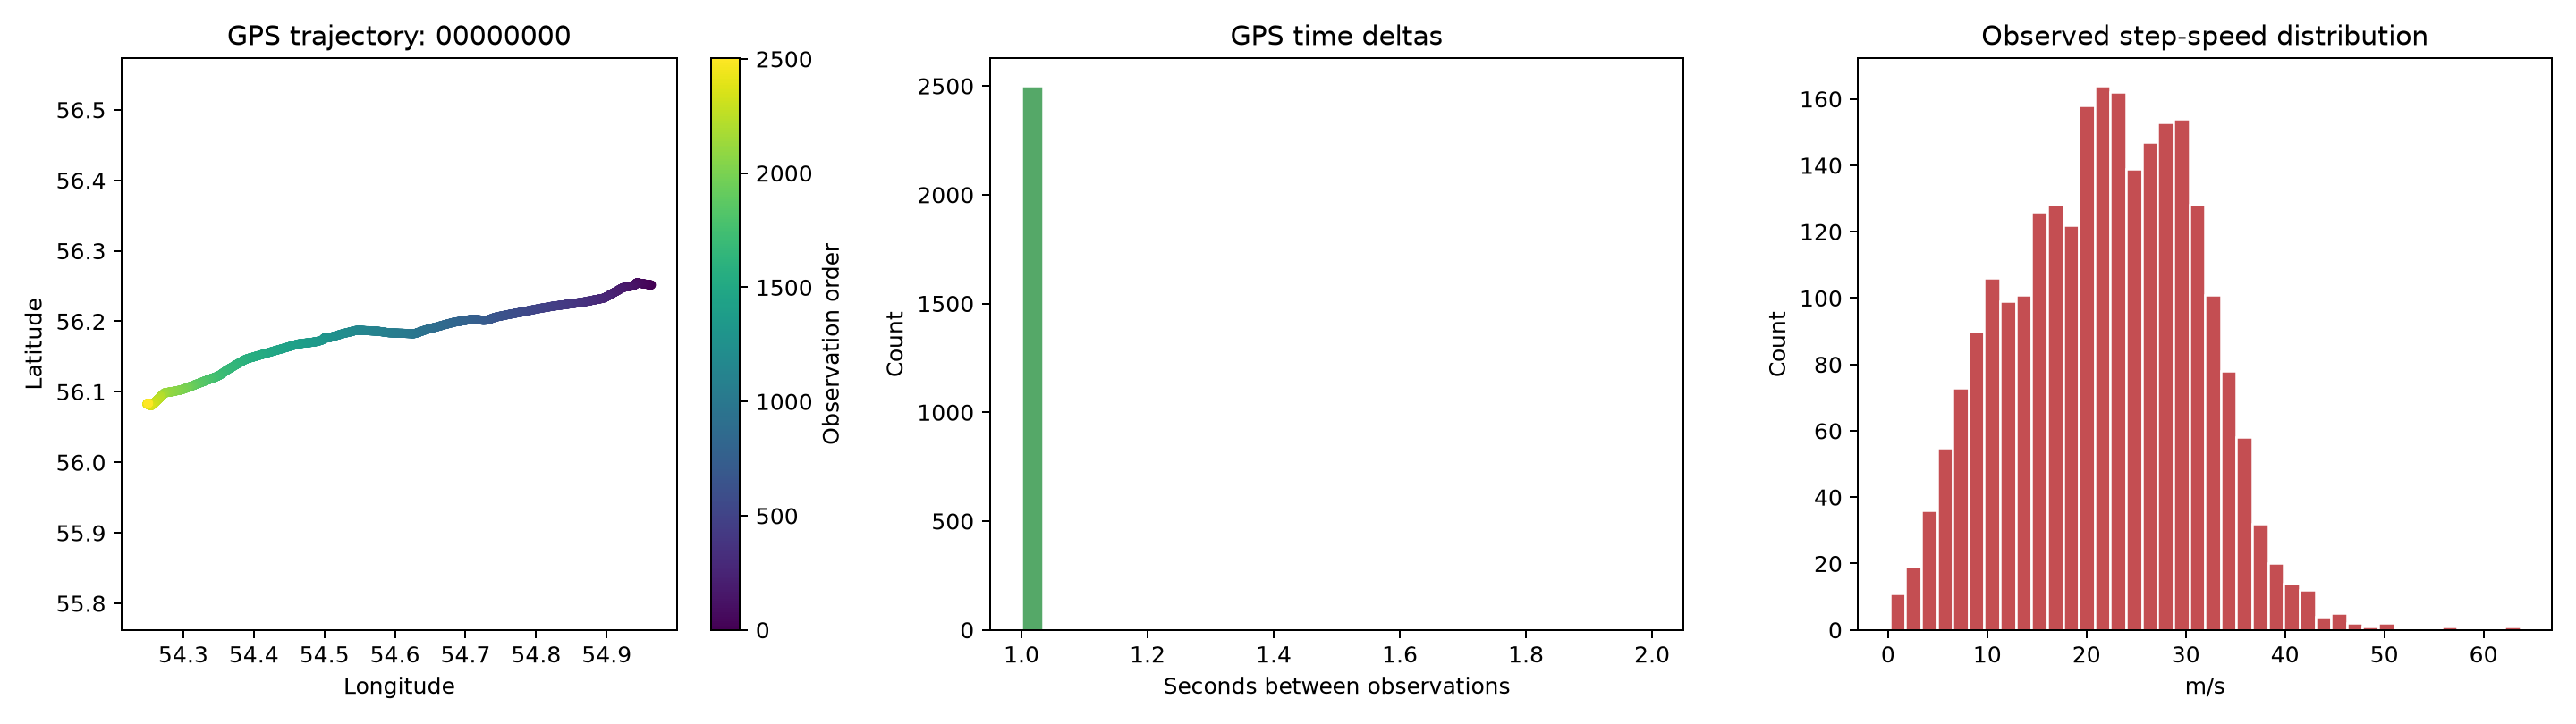 GPS trajectory: 00000000
56.5
56.4
56.3
56.2
56.1
56.0
55.9
55.8
Latitude
54.3 54.4 54.5 54.6 54.7 54.8 54.9
Longitude
2500
2000
1500
1000
500
0
Observation order
GPS time deltas
2500
2000
1500
1000
500
0
Count
1.0 1.2 1.4 1.6 1.8 2.0
Seconds between observations
Observed step-speed distribution
160
140
120
100
80
60
40
20
0
Count
0 10 20 30 40 50 60
m/s